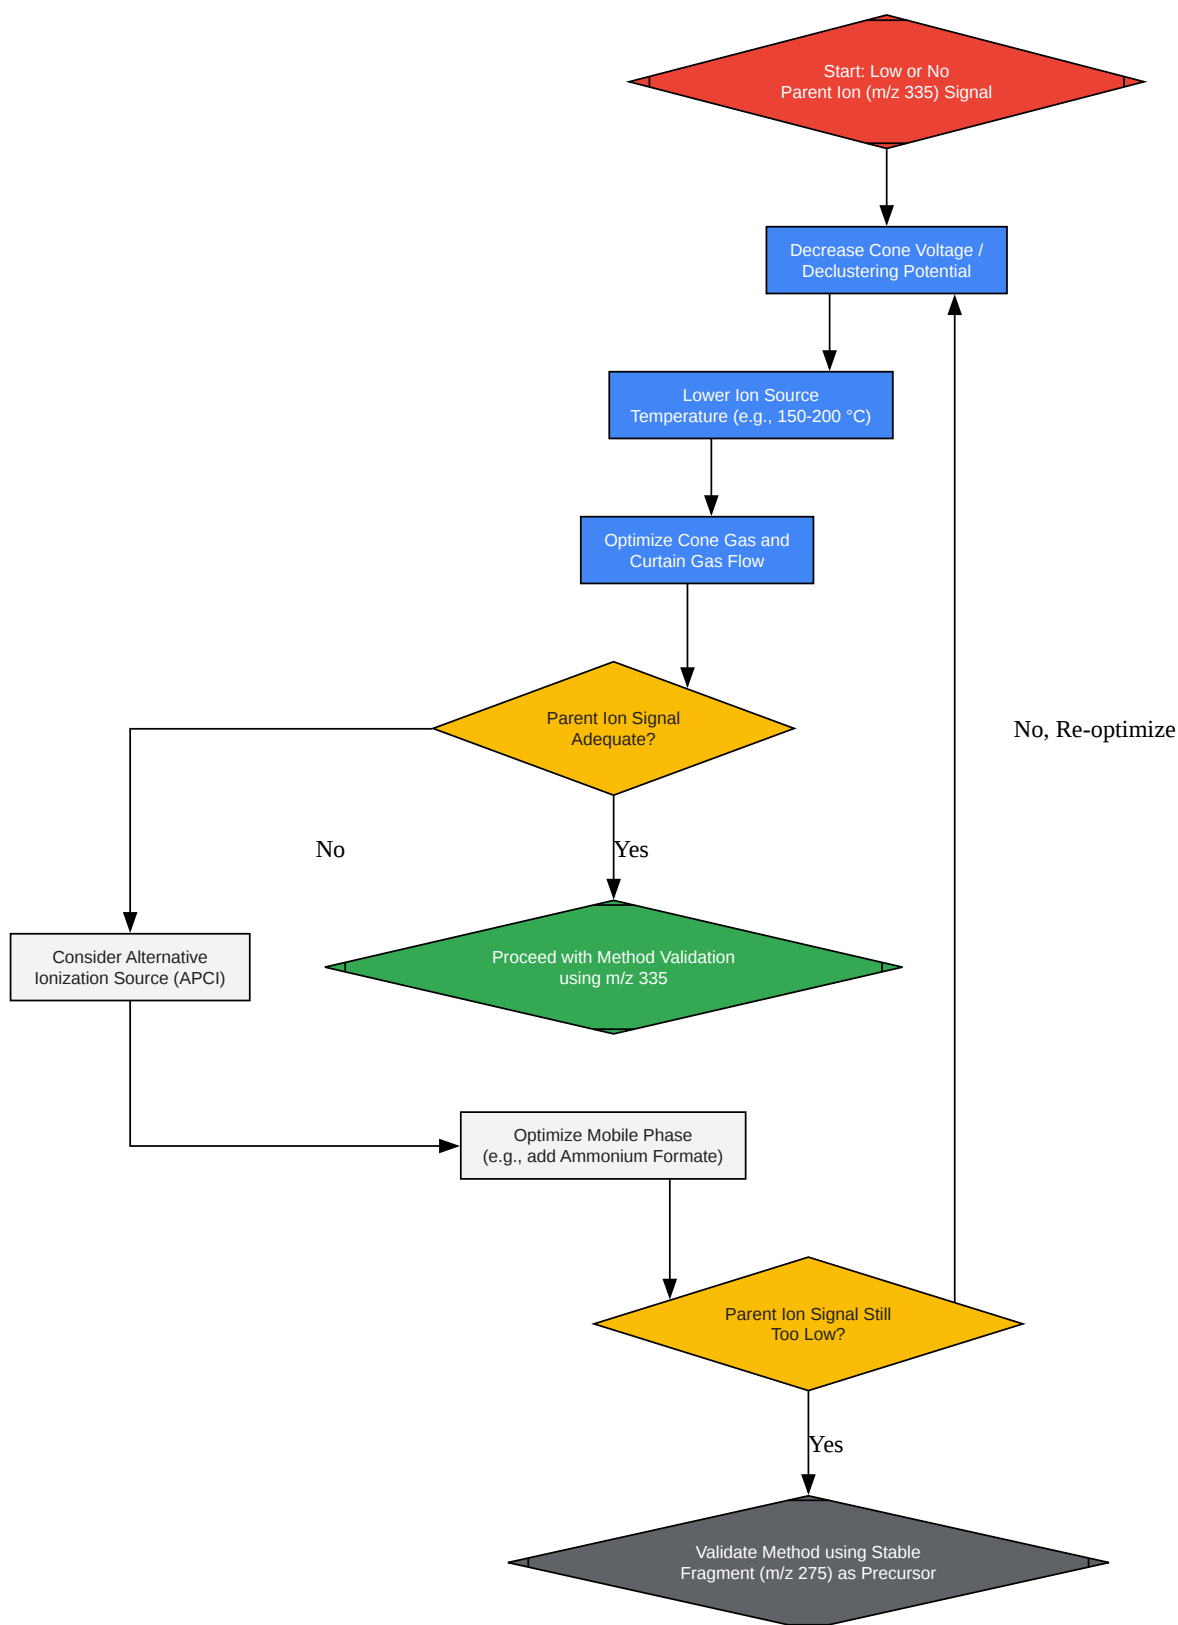 Start: Low or No
Parent Ion (m/z 335) Signal
Decrease Cone Voltage /
Declustering Potential
Lower Ion Source
Temperature (e.g., 150-200 °C)
Optimize Cone Gas and
Curtain Gas Flow
Parent Ion Signal
Adequate?
No, Re-optimize
No
Yes
Consider Alternative
Ionization Source (APCI)
Proceed with Method Validation
using m/z 335
Optimize Mobile Phase
(e.g., add Ammonium Formate)
Parent Ion Signal Still
Too Low?
Yes
Validate Method using Stable
Fragment (m/z 275) as Precursor